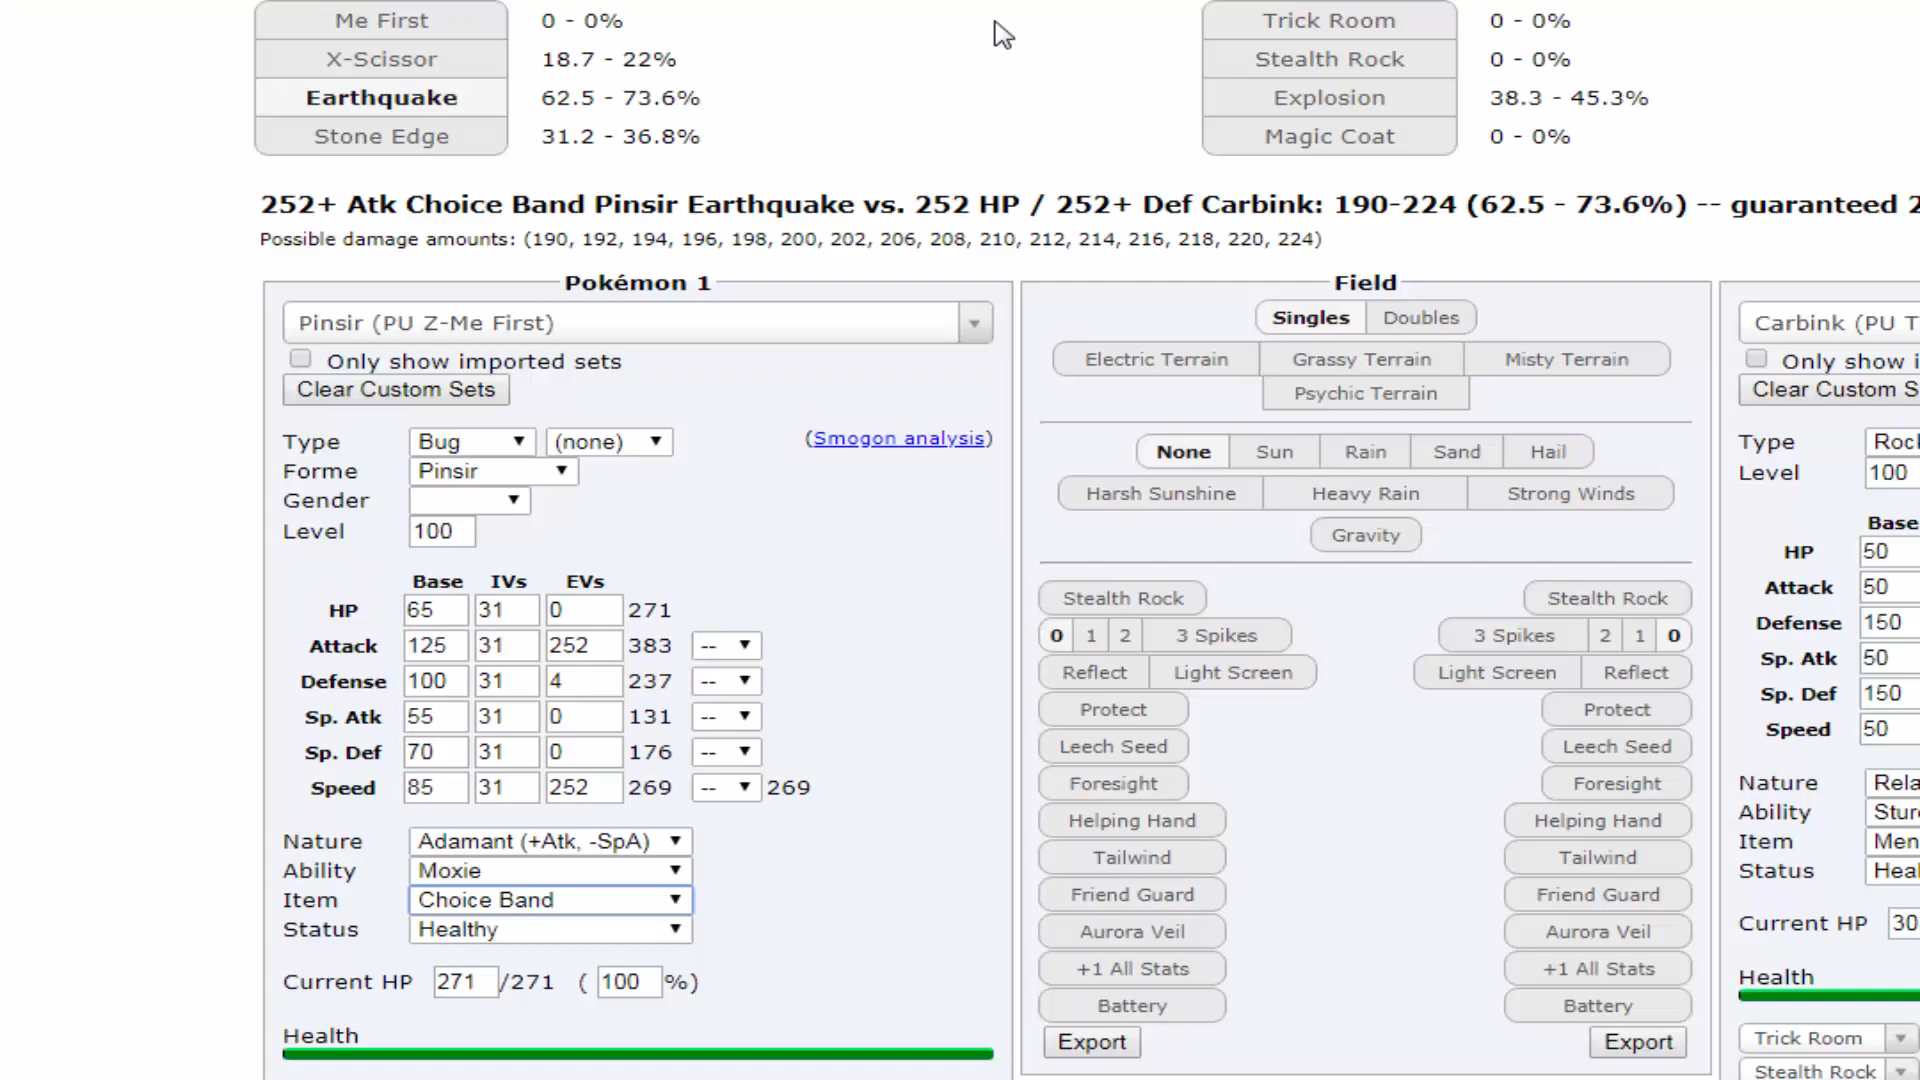 Me First 0 - 0% Trick Room 0 - 0%
X-Scissor 18.7 - 22% Stealth Rock 0 - 0%
Earthquake 62.5 - 73.6% Explosion 38.3 - 45.3%
Stone Edge 31.2 - 36.8% Magic Coat 0 - 0%
252+ Atk Choice Band Pinsir Earthquake vs. 252 HP / 252+ Def Carbink: 190-224 (62.5 - 73.6%) -- guaranteed 2
Possible damage amounts: (190, 192, 194, 196, 198, 200, 202, 206, 208, 210, 212, 214, 216, 218, 220, 224)
Pokémon 1
Pinsir (PU Z-Me First)
Only show imported sets
Clear Custom Sets
Type Bug (none) (Smogon analysis)
Forme Pinsir
Gender
Level 100
Base IVs EVs
HP 65 31 0 271
Attack 125 31 252 383 --
Defense 100 31 4 237 --
Sp. Atk 55 31 0 131 --
Sp. Def 70 31 0 176 --
Speed 85 31 252 269 -- 269
Nature Adamant (+Atk, -SpA)
Ability Moxie
Item Choice Band
Status Healthy
Current HP 271/271 ( 100 %)
Health
Field
Singles Doubles
Electric Terrain Grassy Terrain Misty Terrain
Psychic Terrain
None Sun Rain Sand Hail
Harsh Sunshine Heavy Rain Strong Winds
Gravity
Stealth Rock Stealth Rock
0 1 2 3 Spikes 3 Spikes 2 1 0
Reflect Light Screen Light Screen Reflect
Protect Protect
Leech Seed Leech Seed
Foresight Foresight
Helping Hand Helping Hand
Tailwind Tailwind
Friend Guard Friend Guard
Aurora Veil Aurora Veil
+1 All Stats +1 All Stats
Battery Battery
Export Export
Carbink (PU T
Only show i
Clear Custom S
Type Rock
Level 100
Base
HP 50
Attack 50
Defense 150
Sp. Atk 50
Sp. Def 150
Speed 50
Nature Rela
Ability Stur
Item Men
Status Heal
Current HP 30
Health
Trick Room
Stealth Rock